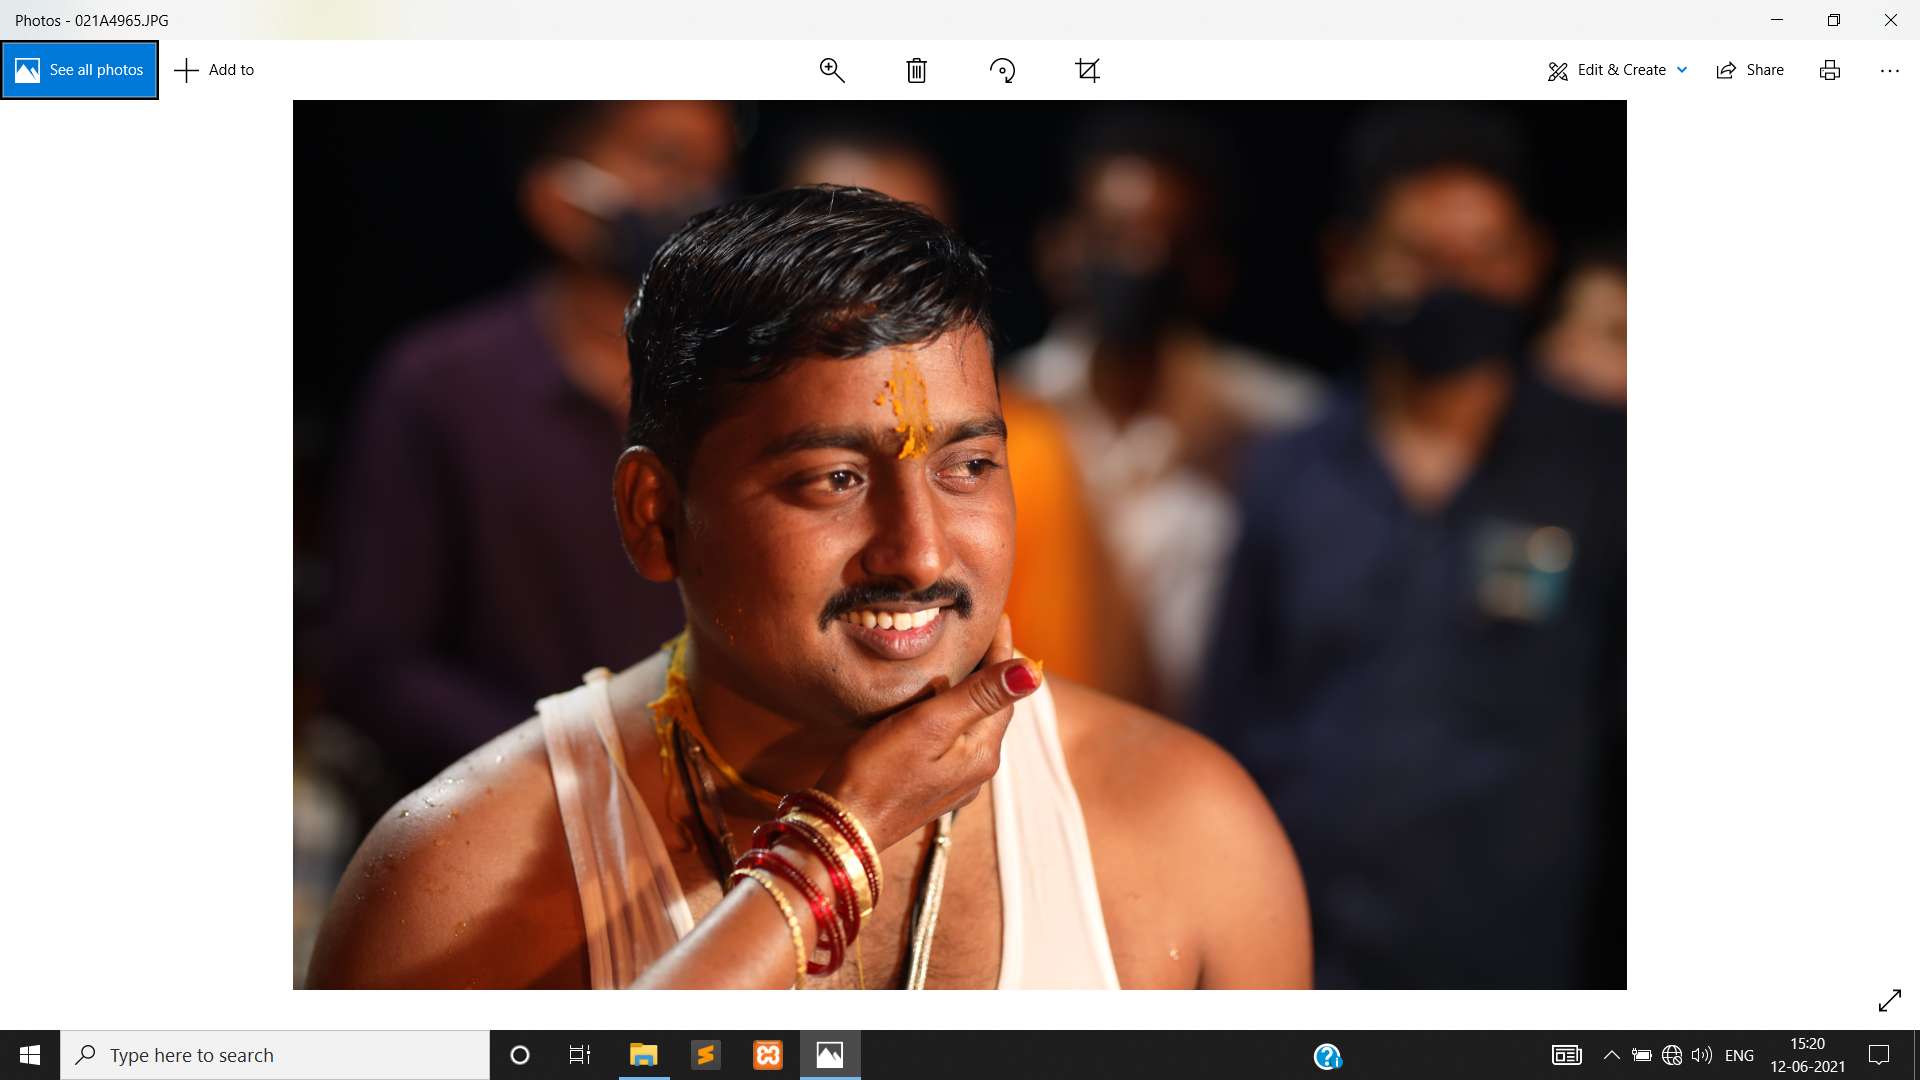 Photos - 021A4965.JPG
See all photos
Add to
Edit & Create
Share
Type here to search
ENG
15:20
12-06-2021